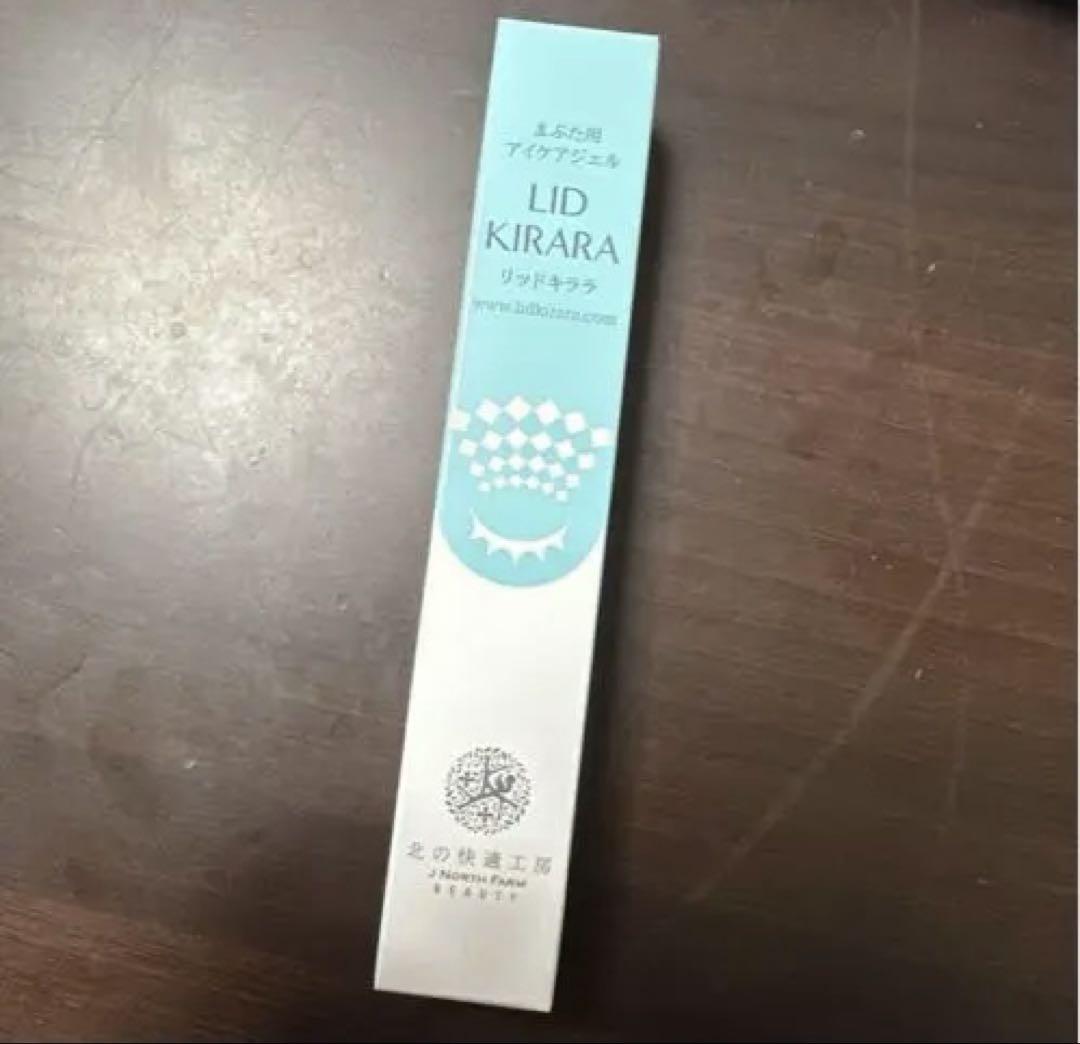 まぶた用
アイケアジェル
LID
KIRARA
リッドキララ
www.lidkirara.com
北の快適工房
J NORTH FARM
BEAUTY